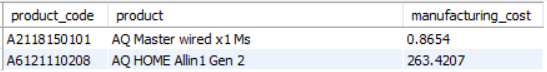 product_code product manufacturing_cost
A2118150101 AQ Master wired x1 Ms 0.8654
A6121110208 AQ HOME Allin1 Gen 2 263.4207